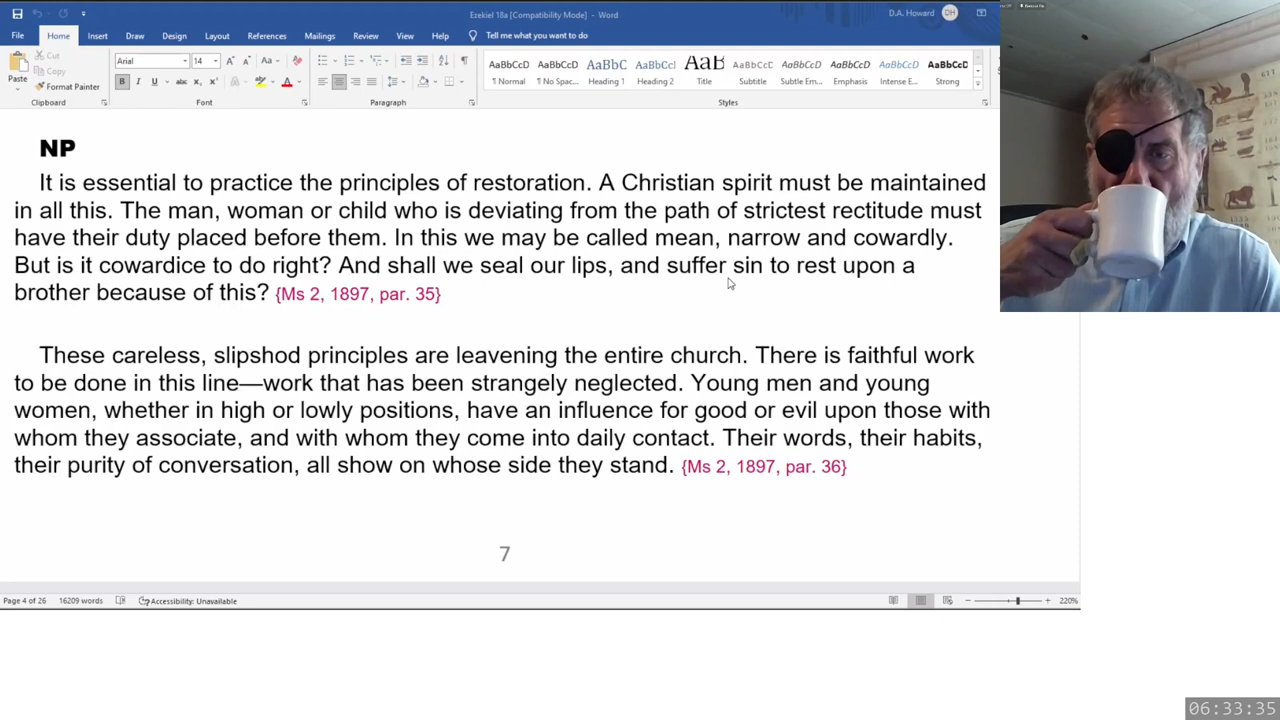 Ezekiel 18a [Compatibility Mode] - Word
D.A. Howard
DH
File Home Insert Draw Design Layout References Mailings Review View Help Tell me what you want to do
Paste
Cut
Copy
Format Painter
Clipboard
Arial
14
Font
Paragraph
AaBbCcD AaBbCcD AaBbC AaBbCc AaB AaBbCcD AaBbCcD AaBbCcD AaBbCcD AaBbCcD
¶ Normal ¶ No Spac... Heading 1 Heading 2 Title Subtitle Subtle Em... Emphasis Intense E... Strong
Styles
NP
It is essential to practice the principles of restoration. A Christian spirit must be maintained
in all this. The man, woman or child who is deviating from the path of strictest rectitude must
have their duty placed before them. In this we may be called mean, narrow and cowardly.
But is it cowardice to do right? And shall we seal our lips, and suffer sin to rest upon a
brother because of this? {Ms 2, 1897, par. 35}
These careless, slipshod principles are leavening the entire church. There is faithful work
to be done in this line—work that has been strangely neglected. Young men and young
women, whether in high or lowly positions, have an influence for good or evil upon those with
whom they associate, and with whom they come into daily contact. Their words, their habits,
their purity of conversation, all show on whose side they stand. {Ms 2, 1897, par. 36}
7
Page 4 of 26 16209 words Accessibility: Unavailable
220%
06:33:35